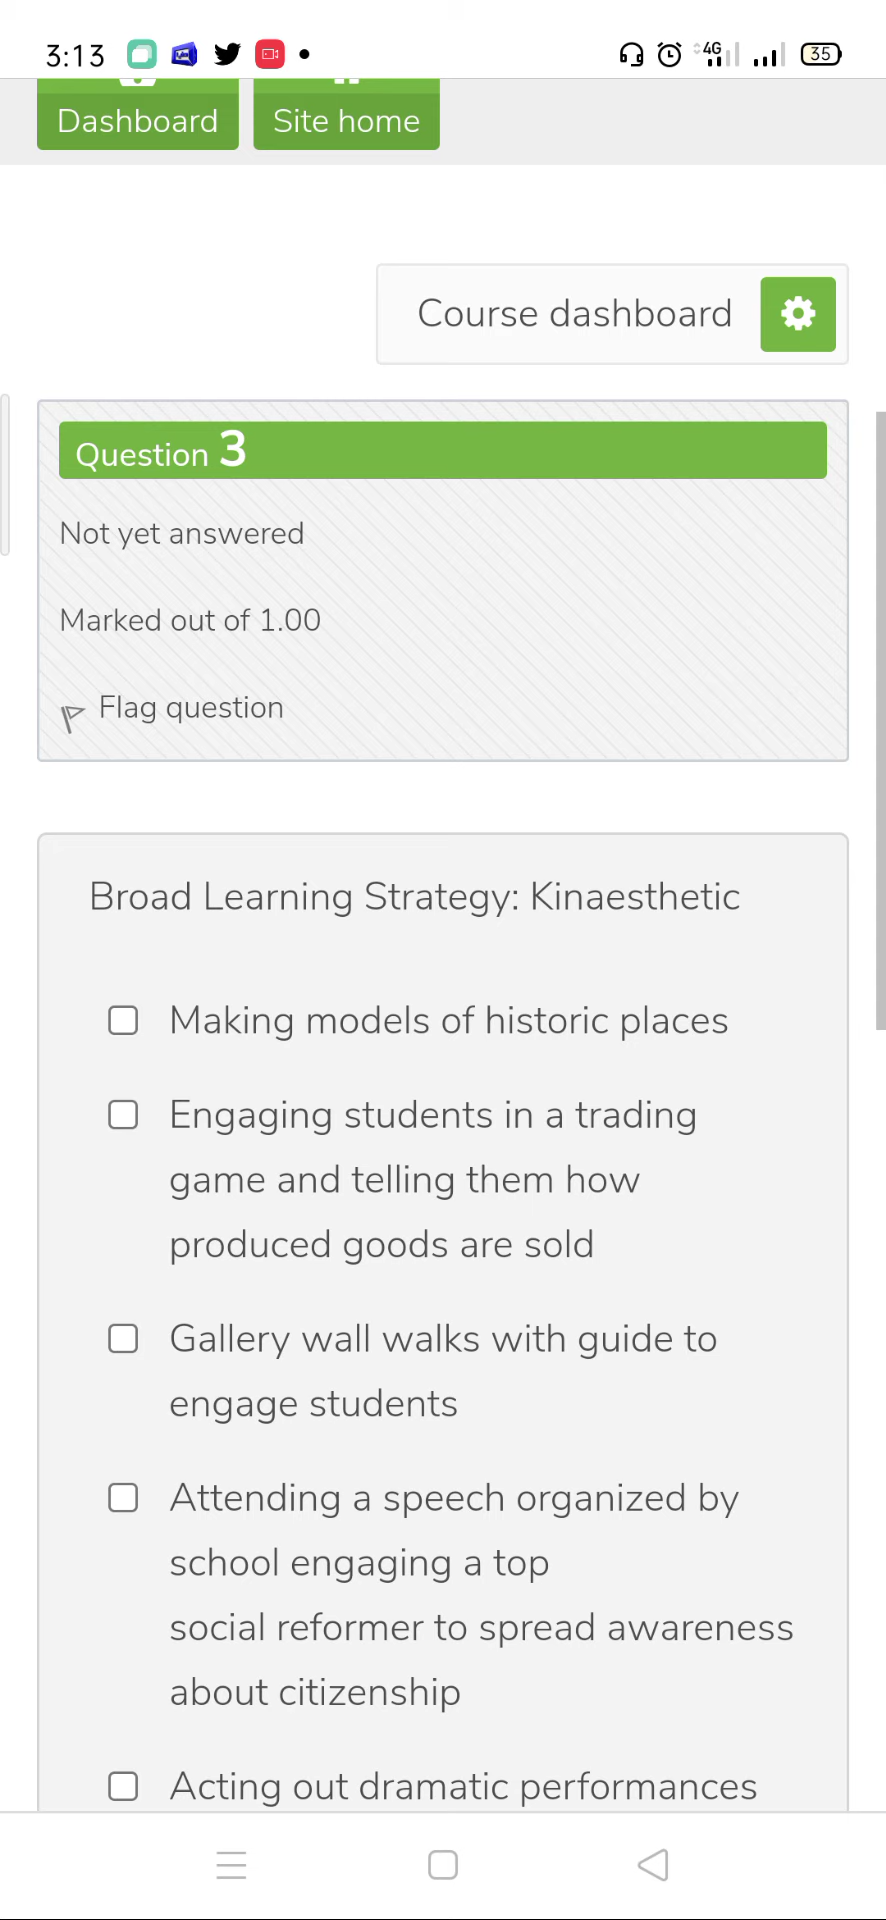 3:13
4G
35
Dashboard
Site home
Course dashboard
Question 3
Not yet answered
Marked out of 1.00
Flag question
Broad Learning Strategy: Kinaesthetic
Making models of historic places
Engaging students in a trading
game and telling them how
produced goods are sold
Gallery wall walks with guide to
engage students
Attending a speech organized by
school engaging a top
social reformer to spread awareness
about citizenship
Acting out dramatic performances